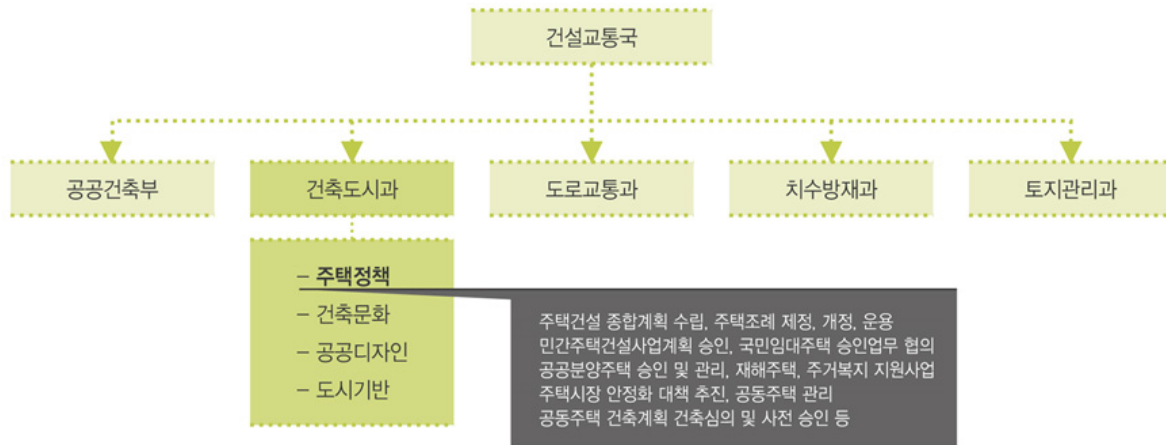 건설교통국
공공건축부
건축도시과
도로교통과
치수방재과
토지관리과
– 주택정책
– 건축문화
– 공공디자인
– 도시기반
주택건설 종합계획 수립, 주택조례 제정, 개정, 운용
민간주택건설사업계획 승인, 국민임대주택 승인업무 협의
공공분양주택 승인 및 관리, 재해주택, 주거복지 지원사업
주택시장 안정화 대책 추진, 공동주택 관리
공동주택 건축계획 건축심의 및 사전 승인 등